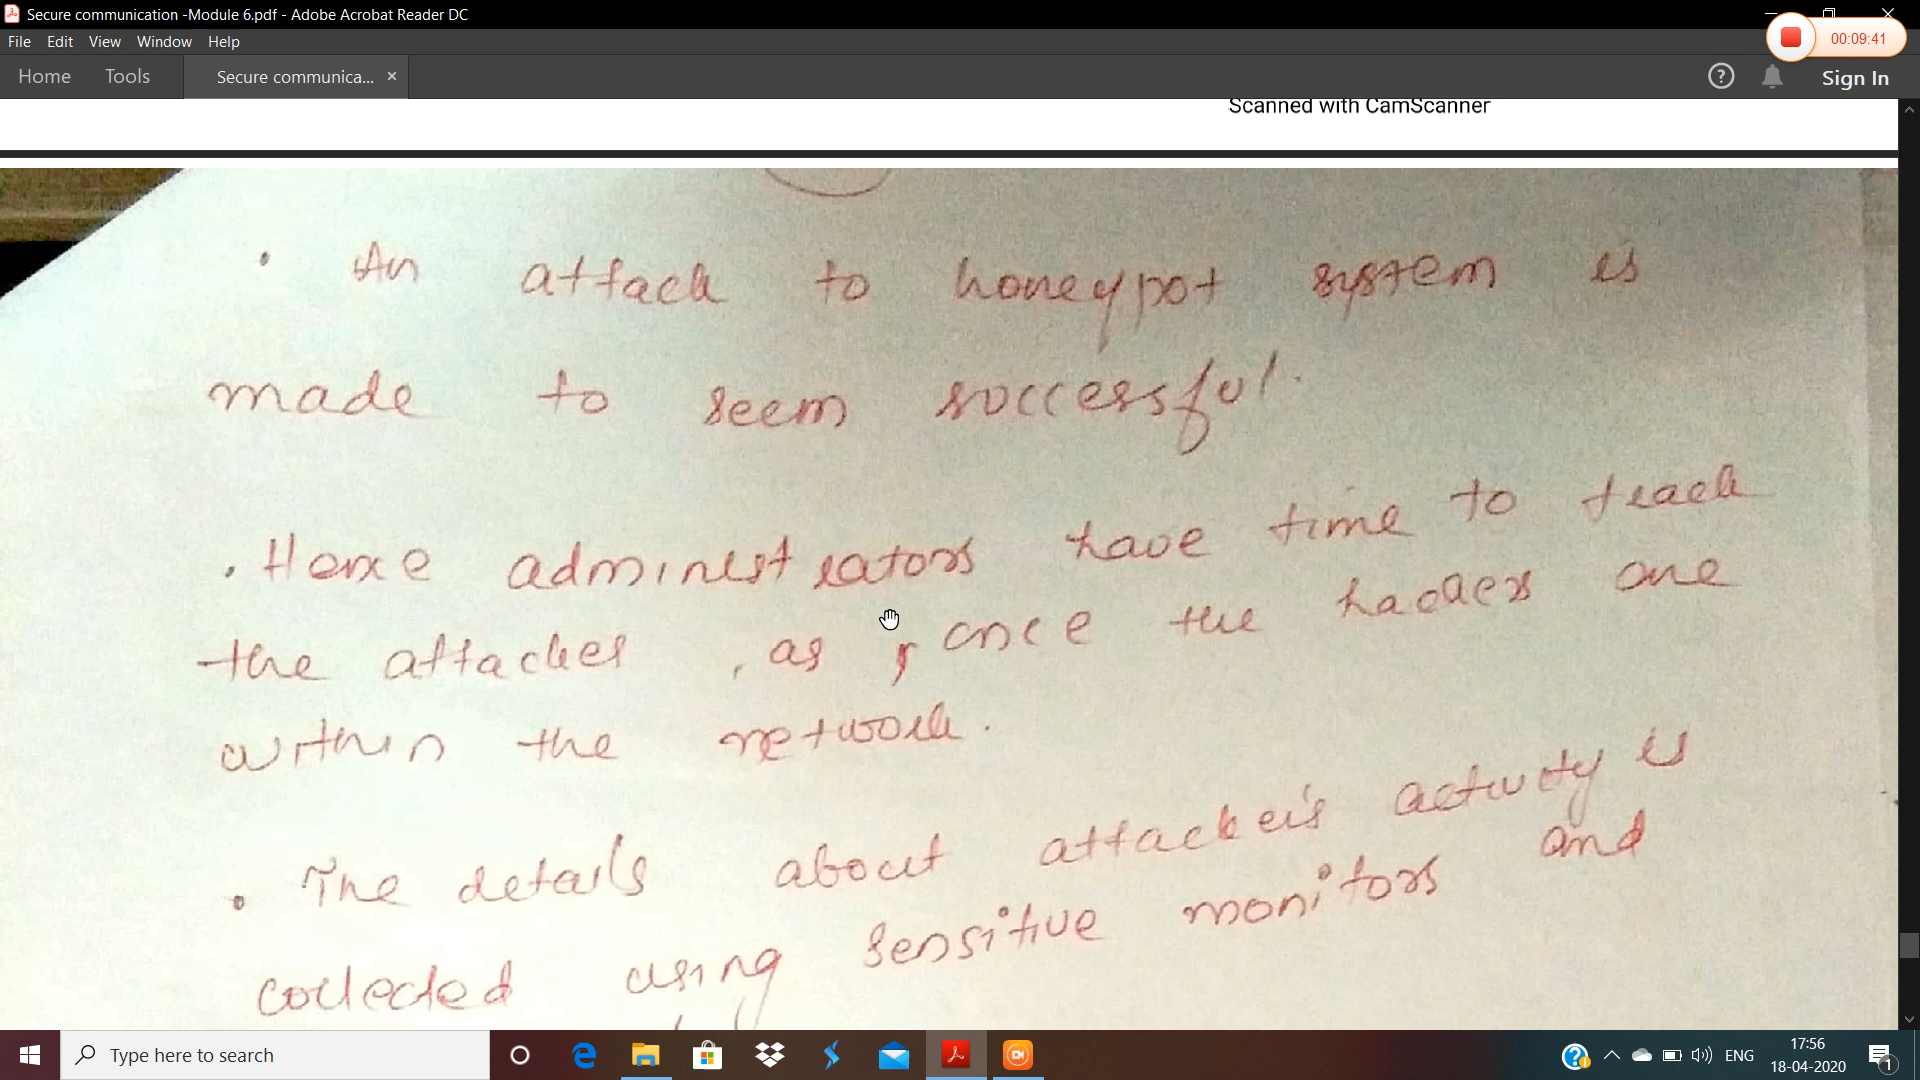 Secure communication -Module 6.pdf - Adobe Acrobat Reader DC
File Edit View Window Help
00:09:41
Home Tools Secure communica... × Sign In
Scanned with CamScanner
• An attack to honeypot system is
made to seem successful.
• Hence administrators have time to track
the attacker, as once the hackers are
within the network.
• The details about attacker's activity is
collected using sensitive monitors and
Type here to search
ENG
17:56
18-04-2020
1